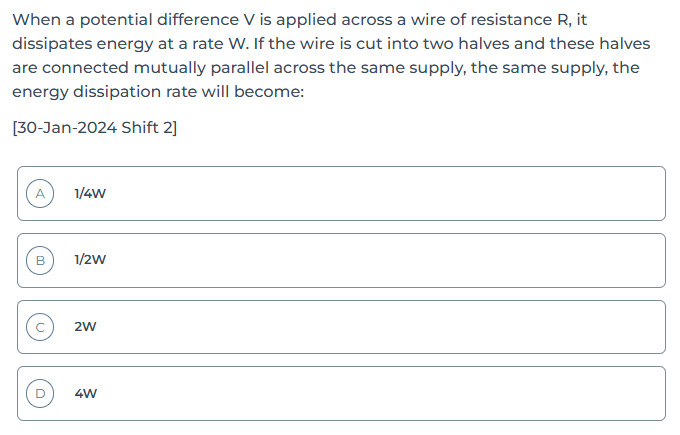 When a potential difference V is applied across a wire of resistance R, it
dissipates energy at a rate W. If the wire is cut into two halves and these halves
are connected mutually parallel across the same supply, the same supply, the
energy dissipation rate will become:
[30-Jan-2024 Shift 2]
A 1/4W
B 1/2W
C 2W
D 4W